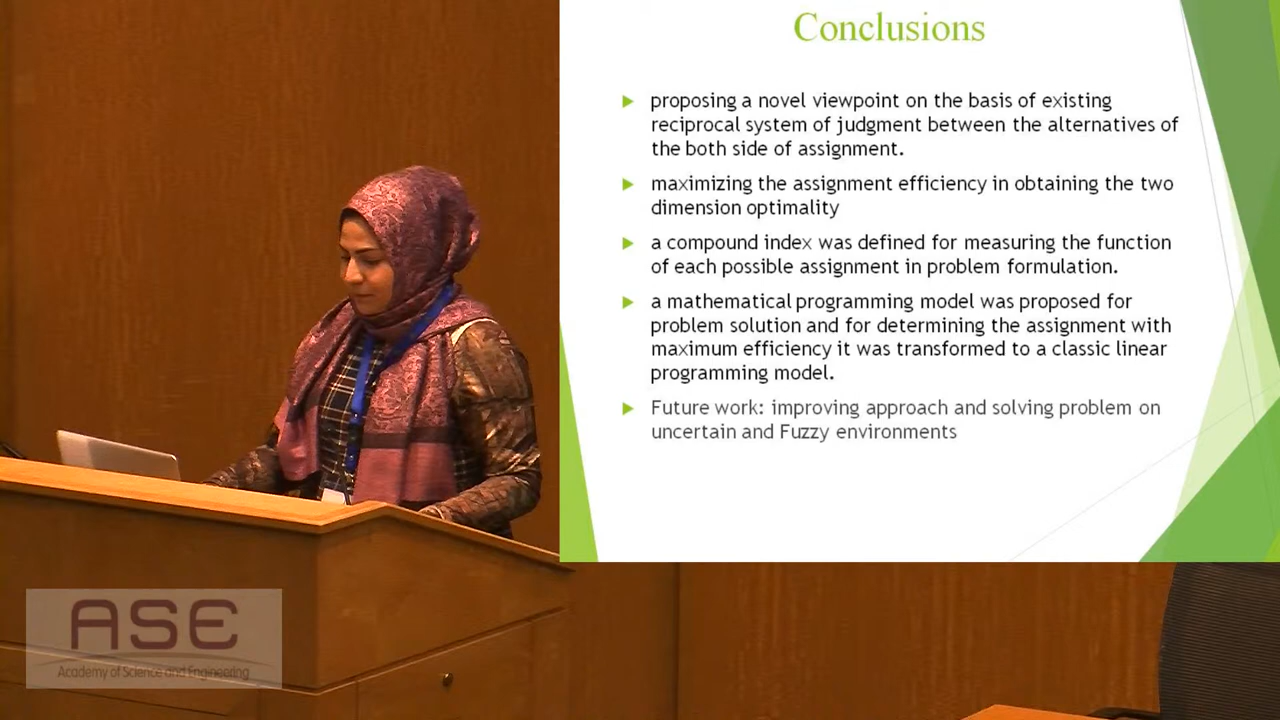 Conclusions
proposing a novel viewpoint on the basis of existing
reciprocal system of judgment between the alternatives of
the both side of assignment.
maximizing the assignment efficiency in obtaining the two
dimension optimality
a compound index was defined for measuring the function
of each possible assignment in problem formulation.
a mathematical programming model was proposed for
problem solution and for determining the assignment with
maximum efficiency it was transformed to a classic linear
programming model.
Future work: improving approach and solving problem on
uncertain and Fuzzy environments
ASE
Academy of Science and Engineering